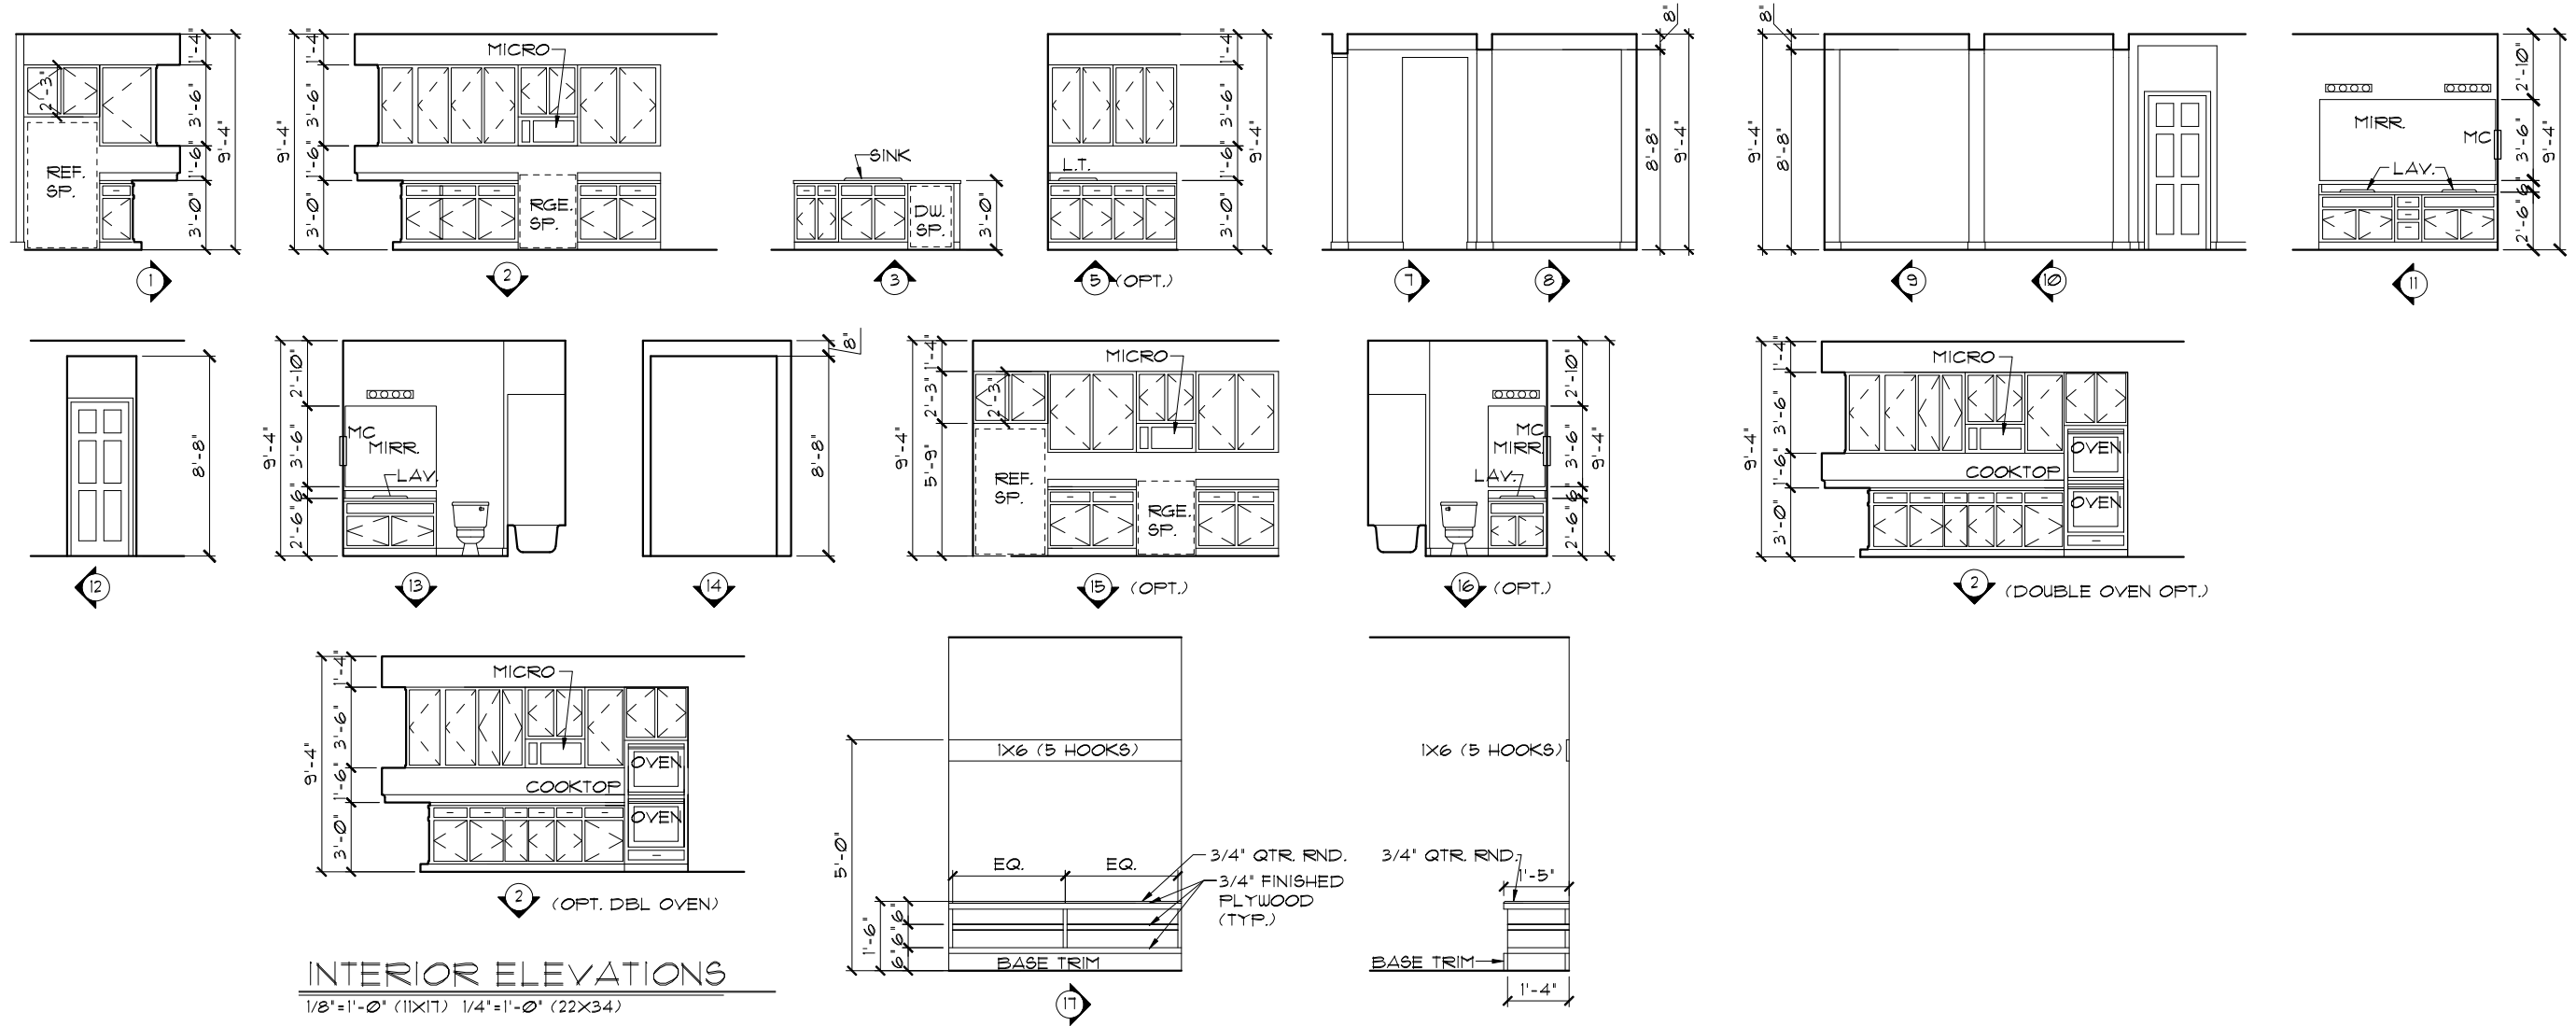 1'-4"
2'-3"
3'-6"
9'-4"
1'-6"
3'-0"
REF.
SP.
1
MICRO
1'-4"
3'-6"
9'-4"
1'-6"
3'-0"
RGE.
SP.
2
SINK
DW.
SP.
3'-0"
3
1'-4"
3'-6"
9'-4"
1'-6"
3'-0"
L.T.
5 (OPT.)
8"
8'-8"
9'-4"
7
8
8"
9'-4"
8'-8"
9
10
2'-10"
MIRR.
MC
3'-6"
9'-4"
LAV.
6"
2'-6"
11
8'-8"
12
2'-10"
9'-4"
3'-6"
MC
MIRR.
LAV.
6"
2'-6"
13
8"
8'-8"
14
MICRO
1'-4"
2'-3"
2'-3"
9'-4"
5'-9"
REF.
SP.
RGE.
SP.
15 (OPT.)
2'-10"
MC
MIRR.
3'-6"
9'-4"
LAV.
6"
2'-6"
16 (OPT.)
MICRO
1'-4"
3'-6"
9'-4"
1'-6"
3'-0"
OVEN
COOKTOP
OVEN
2 (DOUBLE OVEN OPT.)
MICRO
1'-4"
3'-6"
9'-4"
1'-6"
3'-0"
OVEN
COOKTOP
OVEN
2 (OPT. DBL OVEN)
1X6 (5 HOOKS)
5'-0"
EQ. EQ.
3/4" QTR. RND.
3/4" FINISHED
PLYWOOD
(TYP.)
1'-6"
6"
6"
6"
BASE TRIM
17
1X6 (5 HOOKS)
3/4" QTR. RND.
1'-5"
BASE TRIM
1'-4"
INTERIOR ELEVATIONS
1/8"=1'-0" (11X17) 1/4"=1'-0" (22X34)